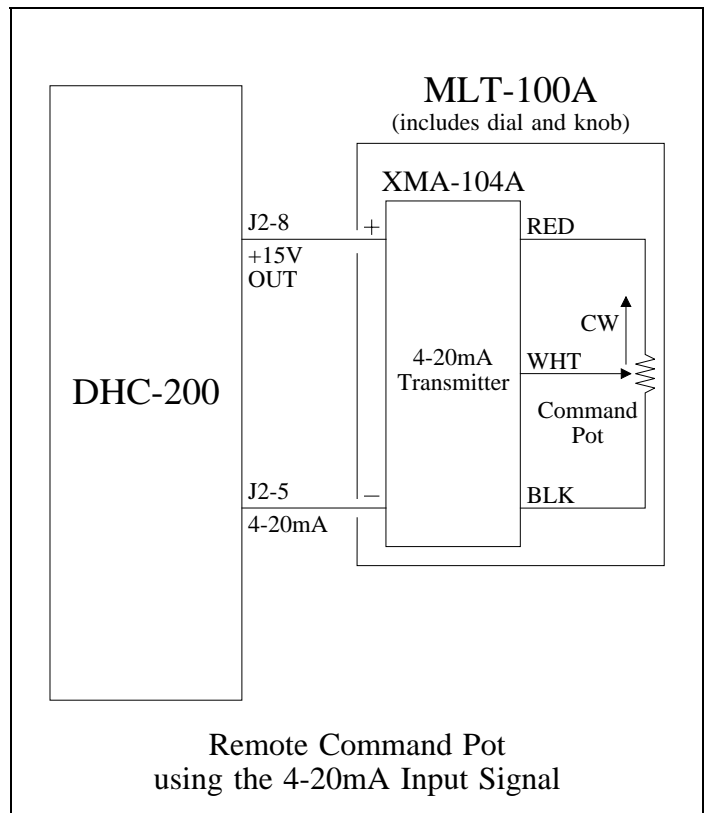 MLT-100A
(includes dial and knob)
XMA-104A
J2-8
+
RED
+15V
OUT
CW
DHC-200
4-20mA
Transmitter
WHT
Command
Pot
J2-5
−
BLK
4-20mA
Remote Command Pot
using the 4-20mA Input Signal